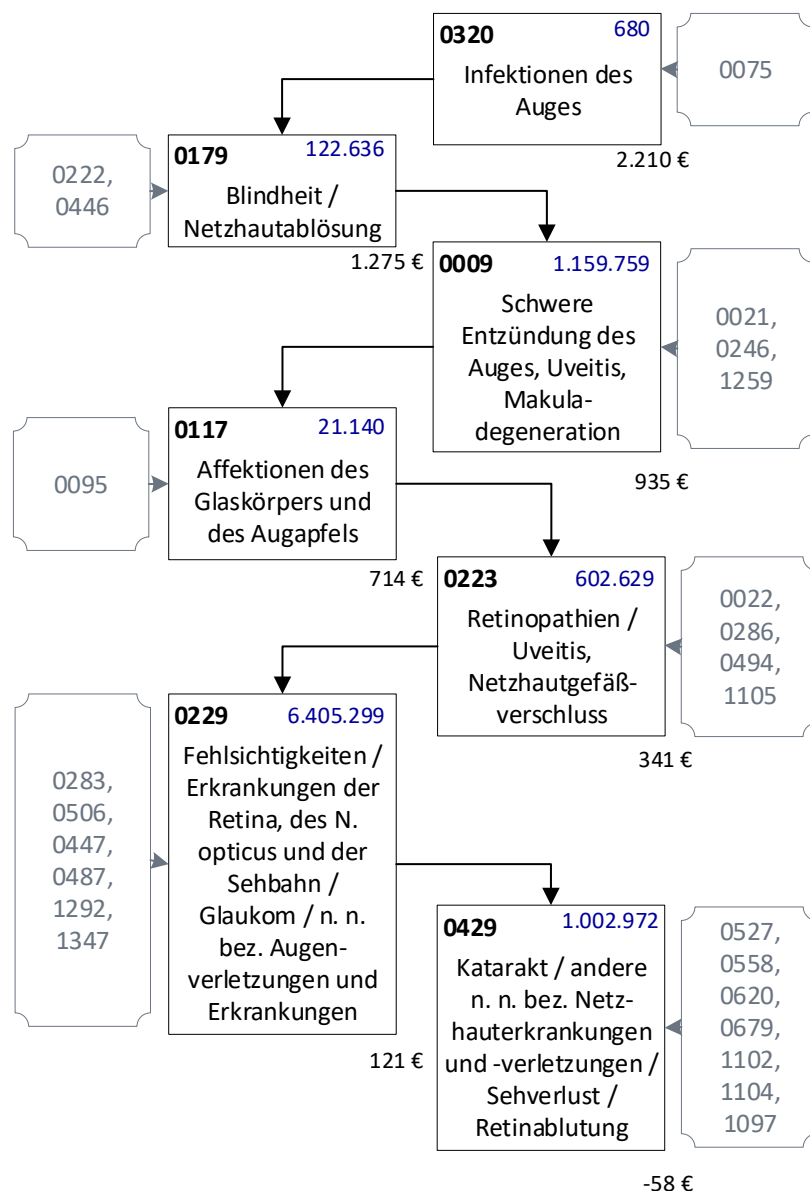 0320 680
Infektionen des
Auges
0075
2.210 €
0222,
0446
0179 122.636
Blindheit /
Netzhautablösung
1.275 €
0009 1.159.759
Schwere
Entzündung des
Auges, Uveitis,
Makula-
degeneration
0021,
0246,
1259
935 €
0095
0117 21.140
Affektionen des
Glaskörpers und
des Augapfels
714 €
0223 602.629
Retinopathien /
Uveitis,
Netzhautgefäß-
verschluss
0022,
0286,
0494,
1105
341 €
0283,
0506,
0447,
0487,
1292,
1347
0229 6.405.299
Fehlsichtigkeiten /
Erkrankungen der
Retina, des N.
opticus und der
Sehbahn /
Glaukom / n. n.
bez. Augen-
verletzungen und
Erkrankungen
121 €
0429 1.002.972
Katarakt / andere
n. n. bez. Netz-
hauterkrankungen
und -verletzungen /
Sehverlust /
Retinablutung
0527,
0558,
0620,
0679,
1102,
1104,
1097
-58 €